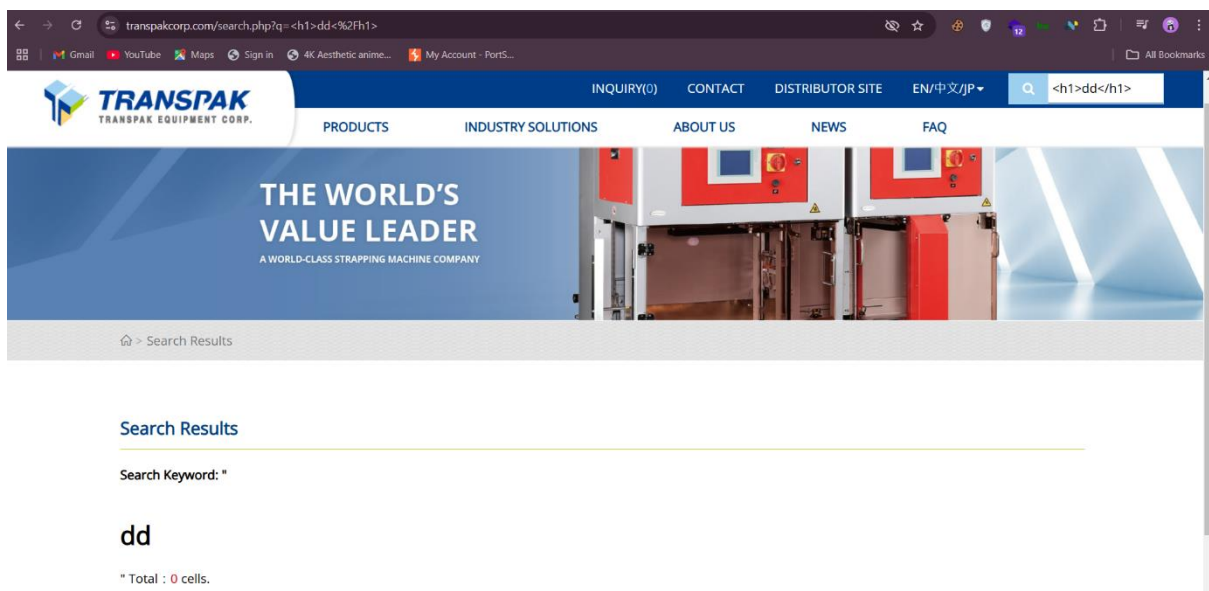 transpakcorp.com/search.php?q=<h1>dd<%2Fh1>
12
Gmail YouTube Maps Sign in 4K Aesthetic anime... My Account - PortS... All Bookmarks
INQUIRY(0) CONTACT DISTRIBUTOR SITE EN/中文/JP <h1>dd</h1>
TRANSPAK
TRANSPAK EQUIPMENT CORP.
PRODUCTS INDUSTRY SOLUTIONS ABOUT US NEWS FAQ
THE WORLD'S
VALUE LEADER
A WORLD-CLASS STRAPPING MACHINE COMPANY
> Search Results
Search Results
Search Keyword: "
dd
" Total : 0 cells.